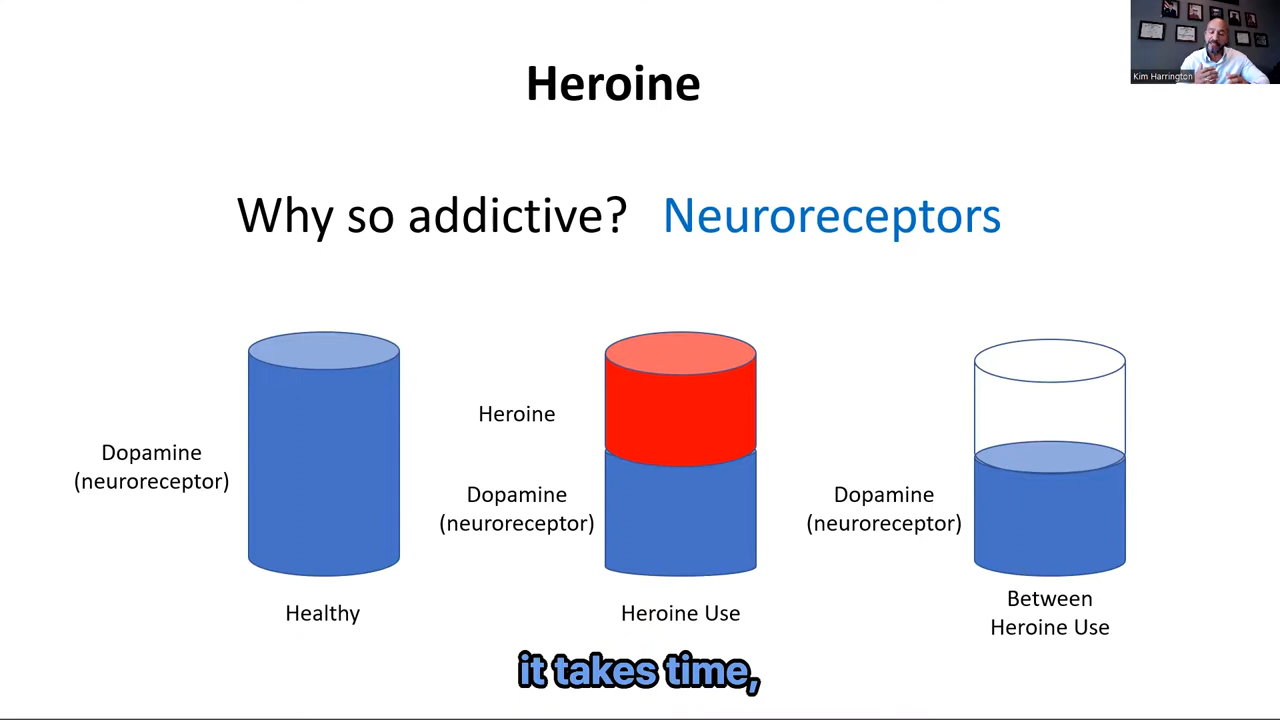 Heroine
Kim Harrington
Why so addictive? Neuroreceptors
Dopamine
(neuroreceptor)
Healthy
Heroine
Dopamine
(neuroreceptor)
Heroine Use
Dopamine
(neuroreceptor)
Between
Heroine Use
it takes time,